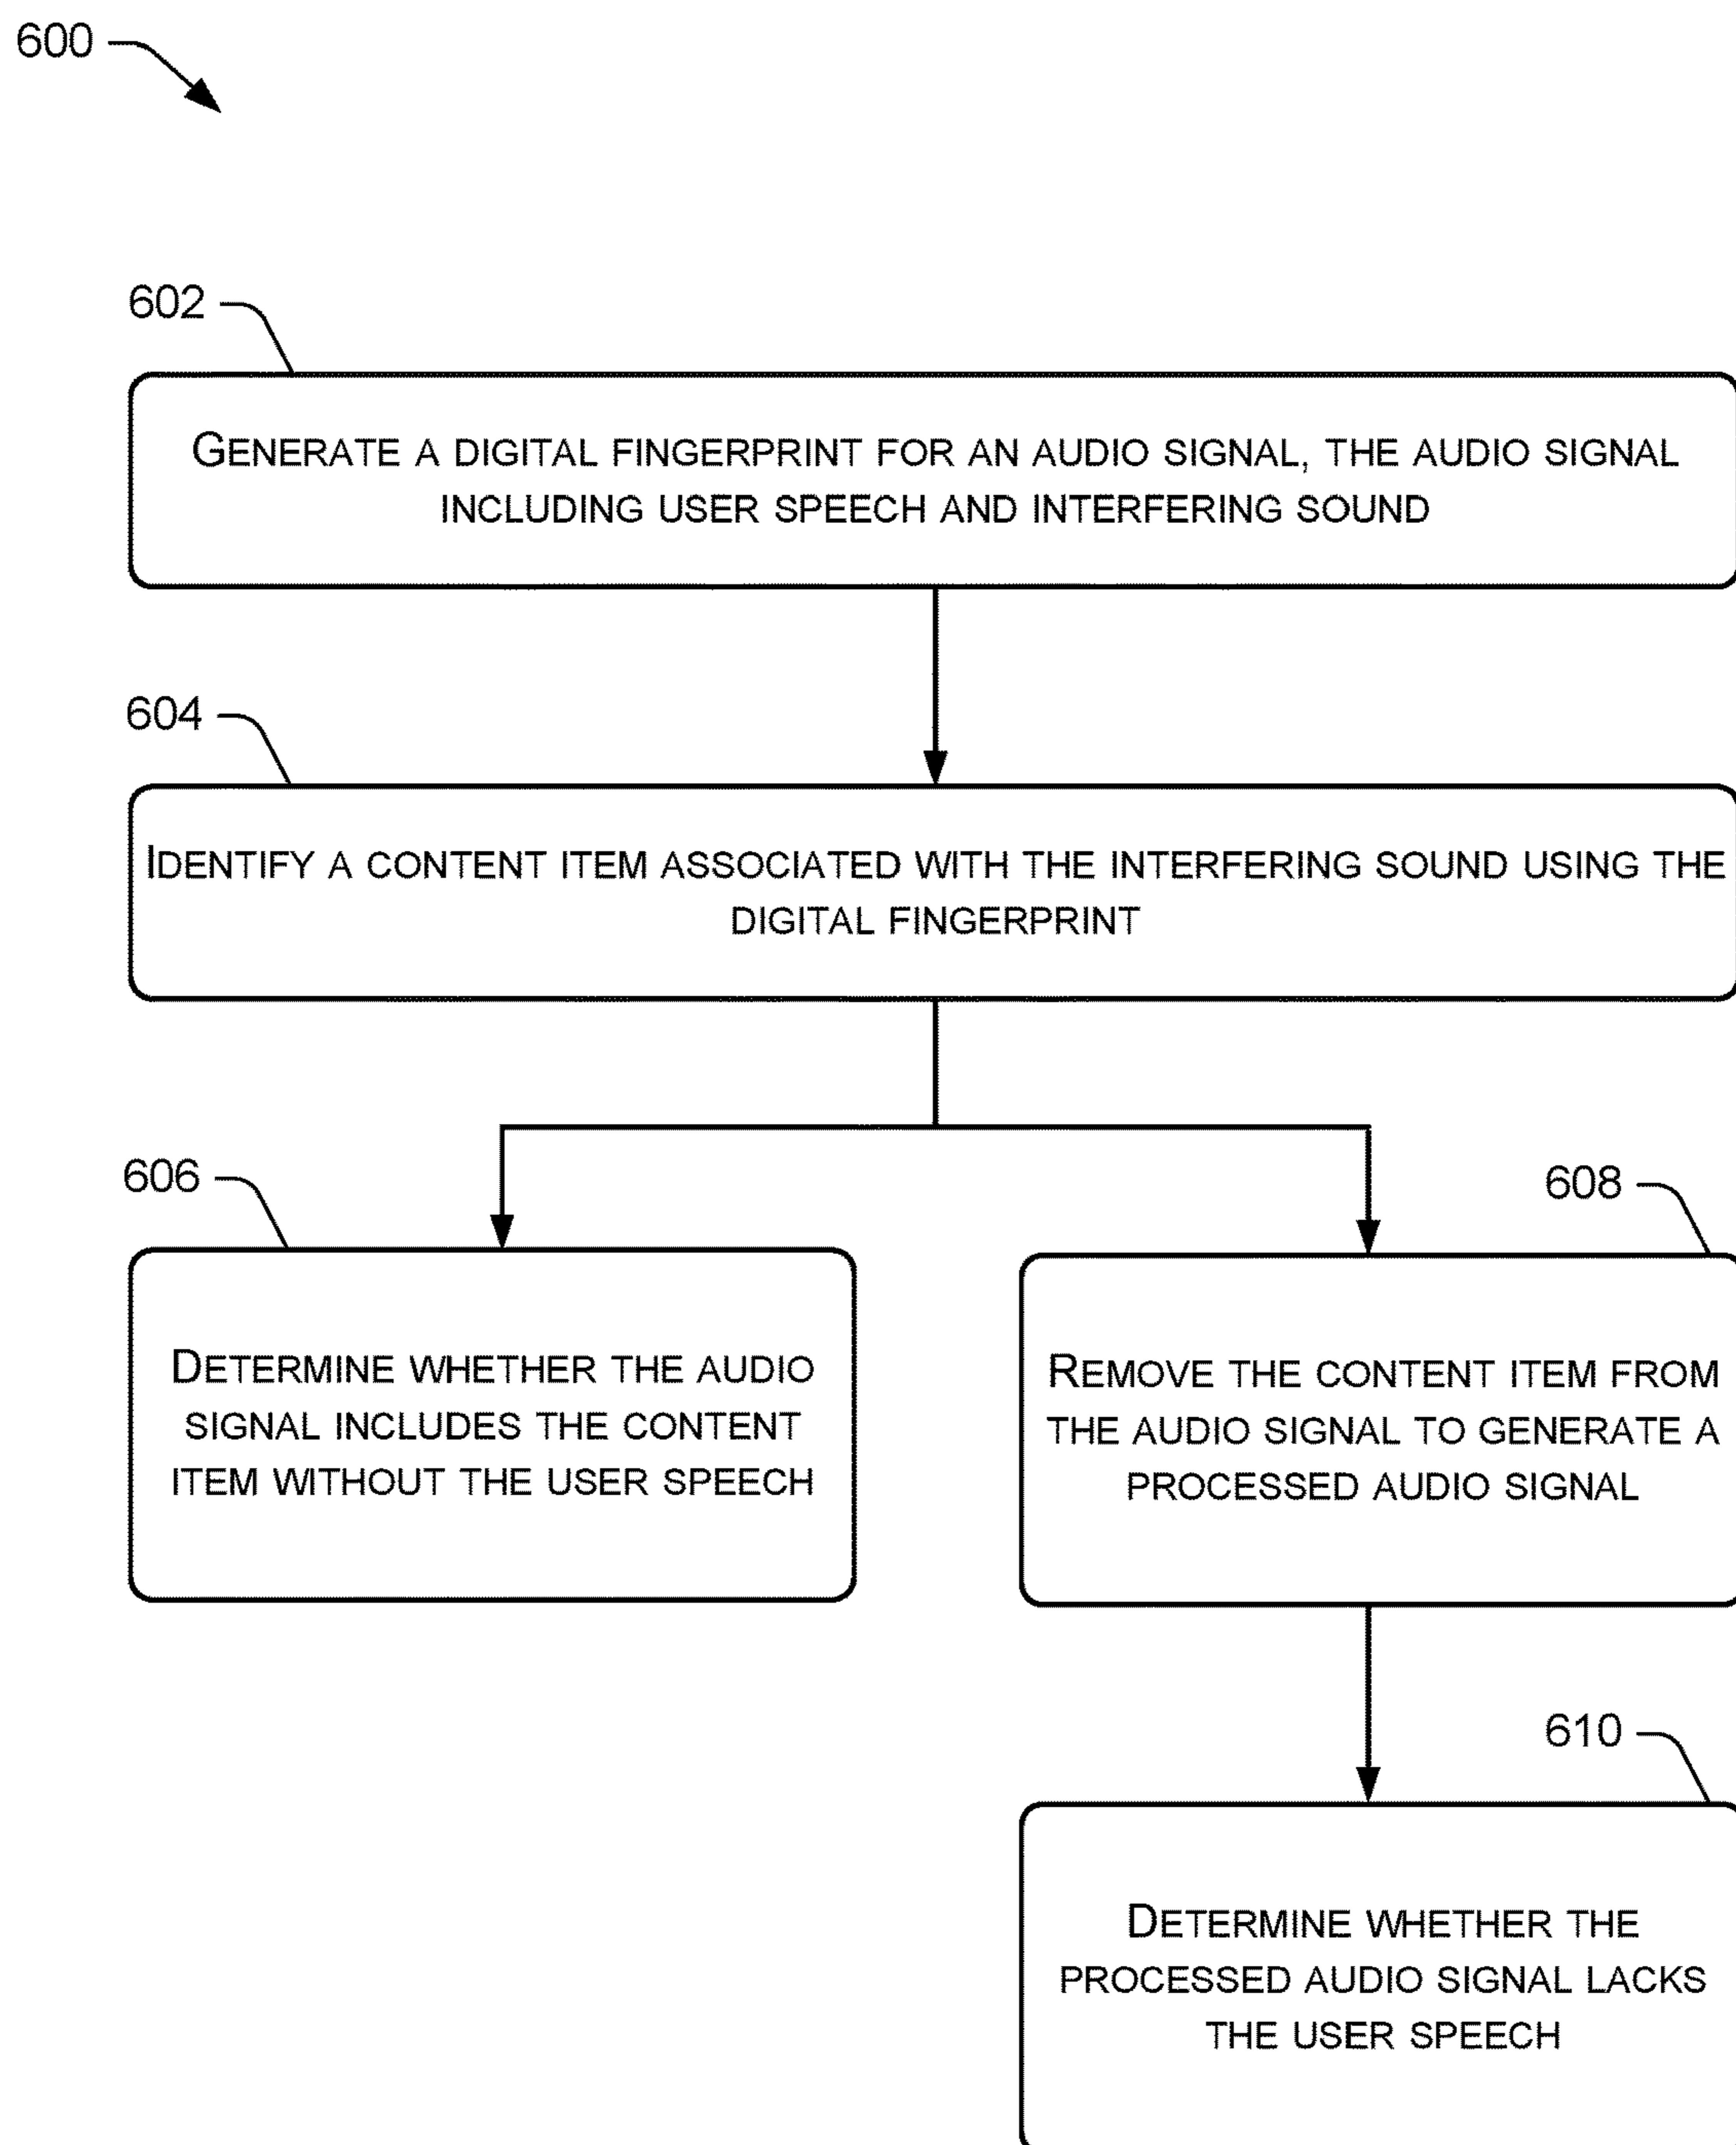 600
602
GENERATE A DIGITAL FINGERPRINT FOR AN AUDIO SIGNAL, THE AUDIO SIGNAL
INCLUDING USER SPEECH AND INTERFERING SOUND
604
IDENTIFY A CONTENT ITEM ASSOCIATED WITH THE INTERFERING SOUND USING THE
DIGITAL FINGERPRINT
606
DETERMINE WHETHER THE AUDIO
SIGNAL INCLUDES THE CONTENT
ITEM WITHOUT THE USER SPEECH
608
REMOVE THE CONTENT ITEM FROM
THE AUDIO SIGNAL TO GENERATE A
PROCESSED AUDIO SIGNAL
610
DETERMINE WHETHER THE
PROCESSED AUDIO SIGNAL LACKS
THE USER SPEECH